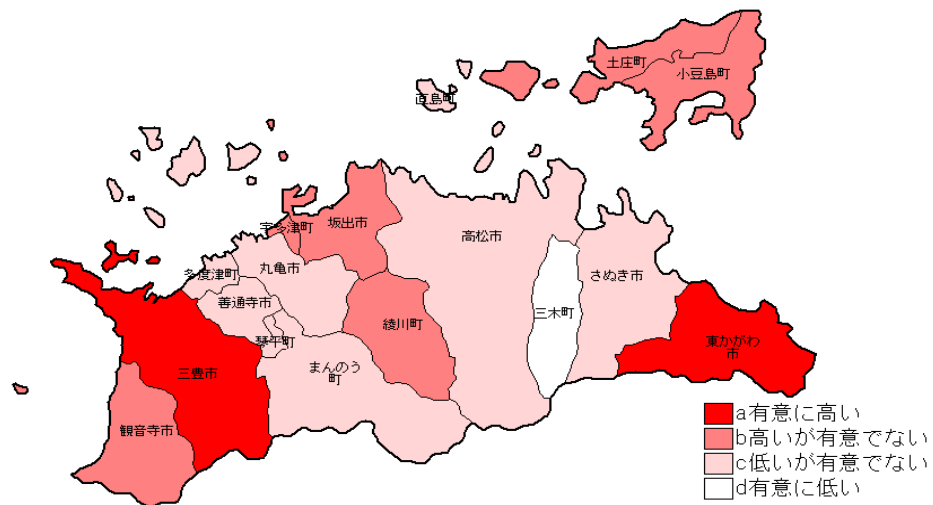 土庄町
小豆島町
直島町
宇多津町
坂出市
高松市
多度津町
丸亀市
さぬき市
善通寺市
三木町
綾川町
琴平町
東かがわ
市
まんのう
町
三豊市
観音寺市
a有意に高い
b高いが有意でない
c低いが有意でない
d有意に低い